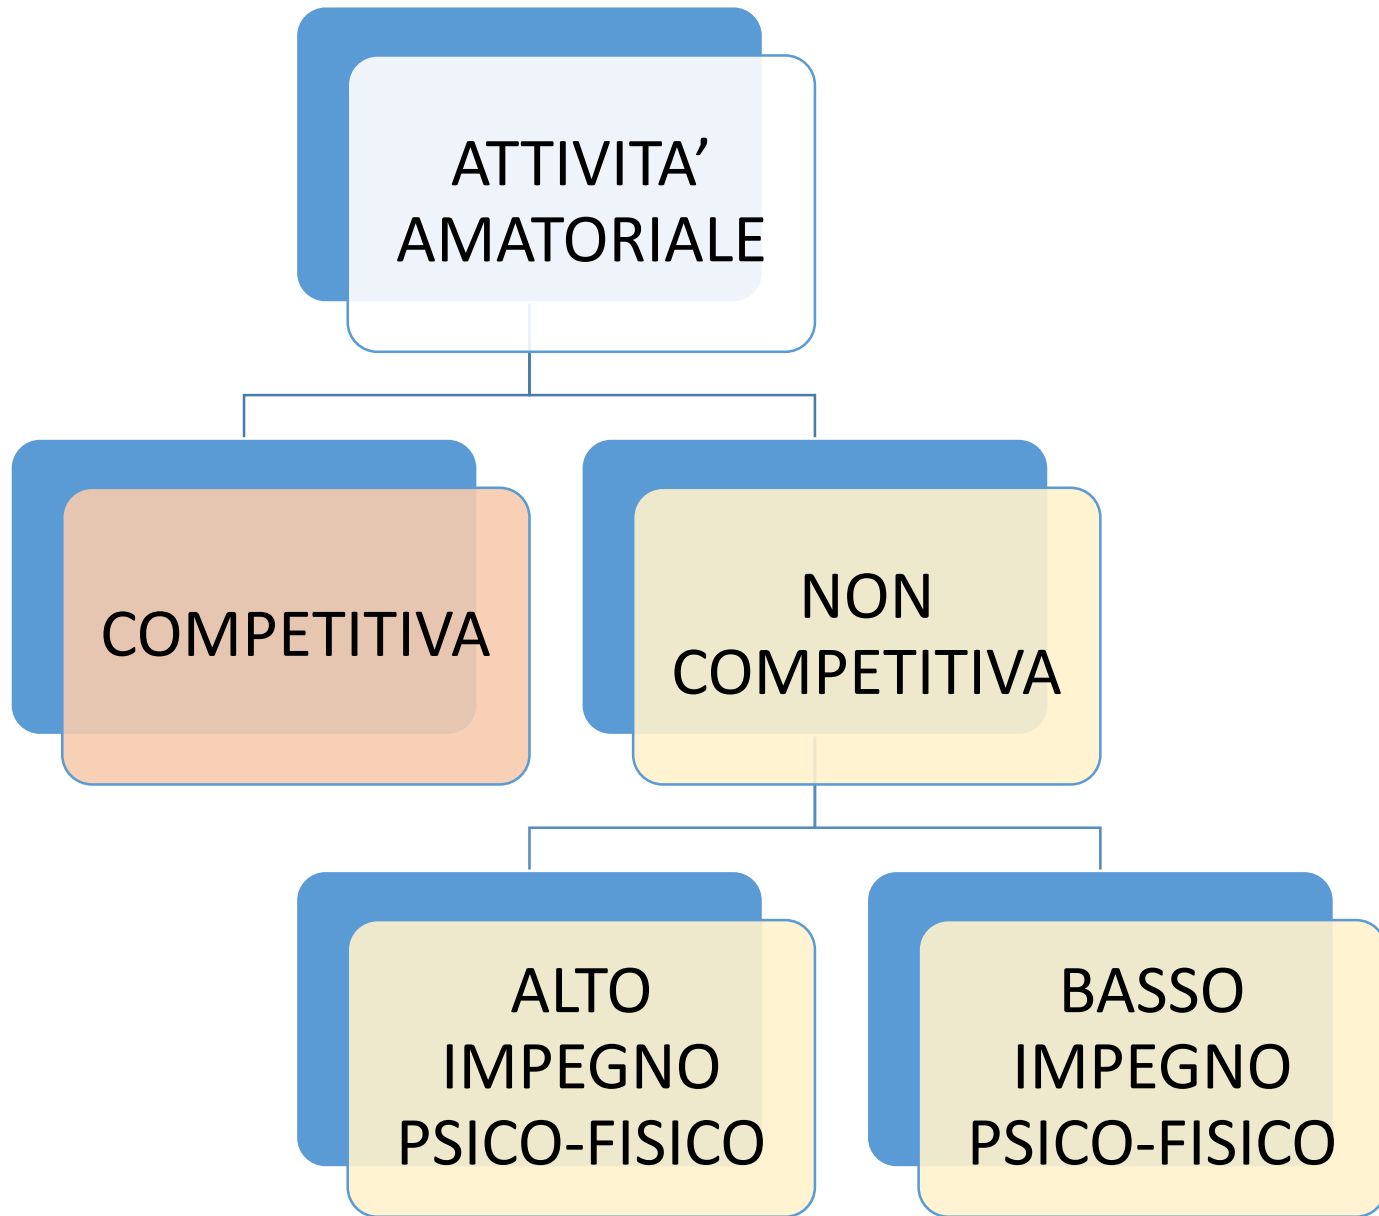 ATTIVITA’
AMATORIALE
COMPETITIVA
NON
COMPETITIVA
ALTO
IMPEGNO
PSICO-FISICO
BASSO
IMPEGNO
PSICO-FISICO